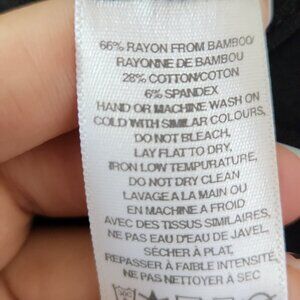 66% RAYON FROM BAMBOO/
RAYONNE DE BAMBOU
28% COTTON/COTON
6% SPANDEX
HAND OR MACHINE WASH ON
COLD WITH SIMILAR COLOURS,
DO NOT BLEACH,
LAY FLAT TO DRY,
IRON LOW TEMPURATURE,
DO NOT DRY CLEAN
LAVAGE A LA MAIN OU
EN MACHINE A FROID
AVEC DES TISSUS SIMILAIRES,
NE PAS EAU D'EAU DE JAVEL,
SÉCHER À PLAT,
REPASSER À FAIBLE INTENSITÉ,
NE PAS NETTOYER À SEC